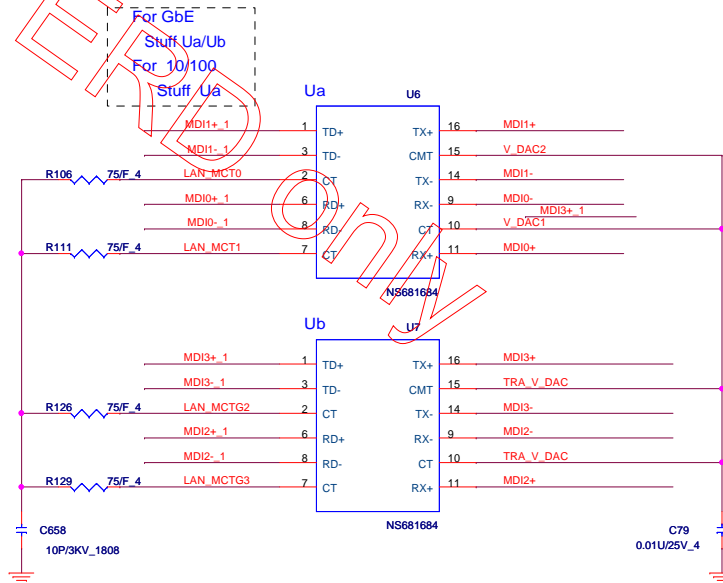 For GbE
Stuff Ua/Ub
For 10/100
Stuff Ua
ERD only
Ua
U6
MDI1+_1 1 TD+ TX+ 16 MDI1+
MDI1-_1 3 TD- CMT 15 V_DAC2
R106 75/F_4 LAN_MCT0 2 CT TX- 14 MDI1-
MDI0+_1 6 RD+ RX- 9 MDI0-
MDI3+_1
MDI0-_1 8 RD- CT 10 V_DAC1
R111 75/F_4 LAN_MCT1 7 CT RX+ 11 MDI0+
NS681684
Ub
U7
MDI3+_1 1 TD+ TX+ 16 MDI3+
MDI3-_1 3 TD- CMT 15 TRA_V_DAC
R126 75/F_4 LAN_MCTG2 2 CT TX- 14 MDI3-
MDI2+_1 6 RD+ RX- 9 MDI2-
MDI2-_1 8 RD- CT 10 TRA_V_DAC
R129 75/F_4 LAN_MCTG3 7 CT RX+ 11 MDI2+
NS681684
C658
10P/3KV_1808
C79
0.01U/25V_4